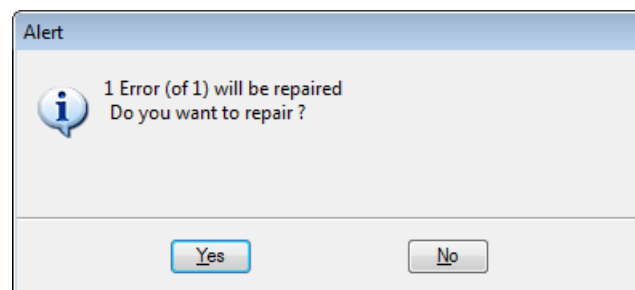 Alert
1 Error (of 1) will be repaired
Do you want to repair ?
Yes
No